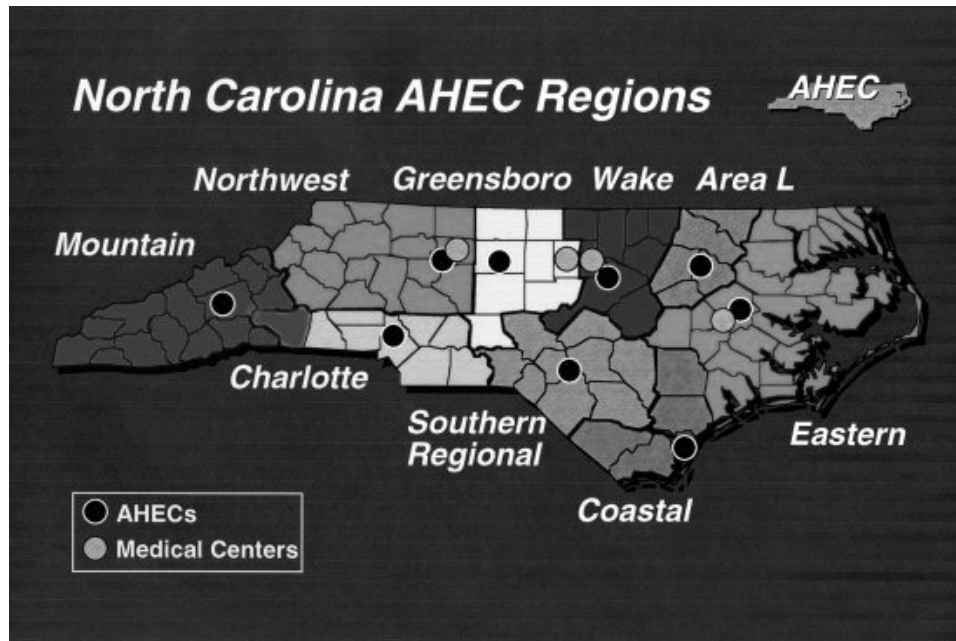 North Carolina AHEC Regions
AHEC
Northwest
Greensboro
Wake
Area L
Mountain
Charlotte
Southern
Regional
Eastern
Coastal
AHECs
Medical Centers